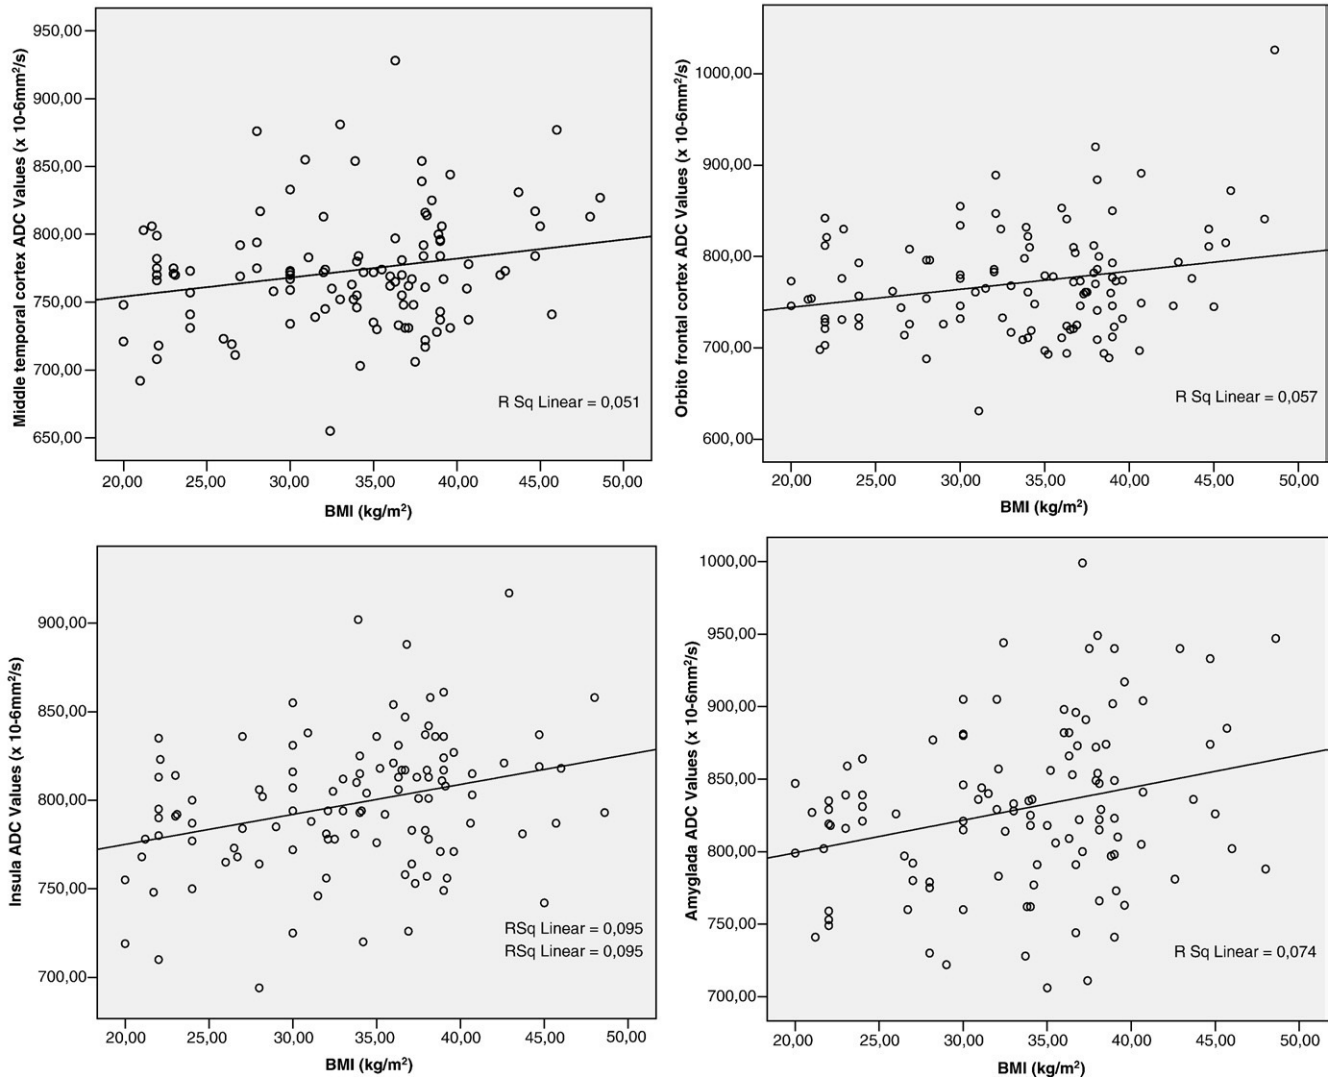 Middle temporal cortex ADC Values (x 10-6mm²/s)
950,00
900,00
850,00
800,00
750,00
700,00
650,00
R Sq Linear = 0,051
20,00 25,00 30,00 35,00 40,00 45,00 50,00
BMI (kg/m²)
Orbito frontal cortex ADC Values (x 10-6mm²/s)
1000,00
900,00
800,00
700,00
600,00
R Sq Linear = 0,057
20,00 25,00 30,00 35,00 40,00 45,00 50,00
BMI (kg/m²)
Insula ADC Values (x 10-6mm²/s)
900,00
850,00
800,00
750,00
700,00
RSq Linear = 0,095
RSq Linear = 0,095
20,00 25,00 30,00 35,00 40,00 45,00 50,00
BMI (kg/m²)
Amyglada ADC Values (x 10-6mm²/s)
1000,00
950,00
900,00
850,00
800,00
750,00
700,00
R Sq Linear = 0,074
20,00 25,00 30,00 35,00 40,00 45,00 50,00
BMI (kg/m²)